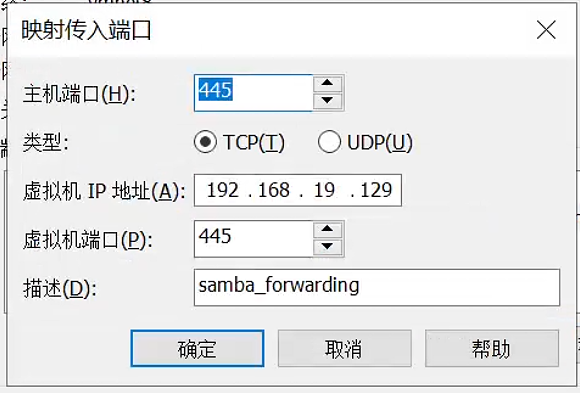 映射传入端口
主机端口(H): 445
类型: TCP(T) UDP(U)
虚拟机 IP 地址(A): 192 . 168 . 19 . 129
虚拟机端口(P): 445
描述(D): samba_forwarding
确定 取消 帮助